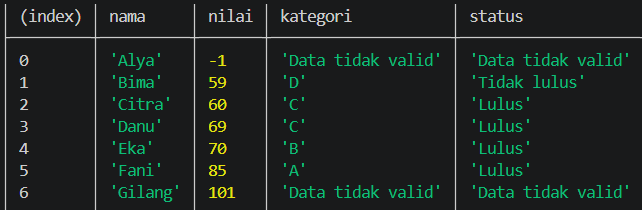 (index) nama nilai kategori status
0 'Alya' -1 'Data tidak valid' 'Data tidak valid'
1 'Bima' 59 'D' 'Tidak lulus'
2 'Citra' 60 'C' 'Lulus'
3 'Danu' 69 'C' 'Lulus'
4 'Eka' 70 'B' 'Lulus'
5 'Fani' 85 'A' 'Lulus'
6 'Gilang' 101 'Data tidak valid' 'Data tidak valid'